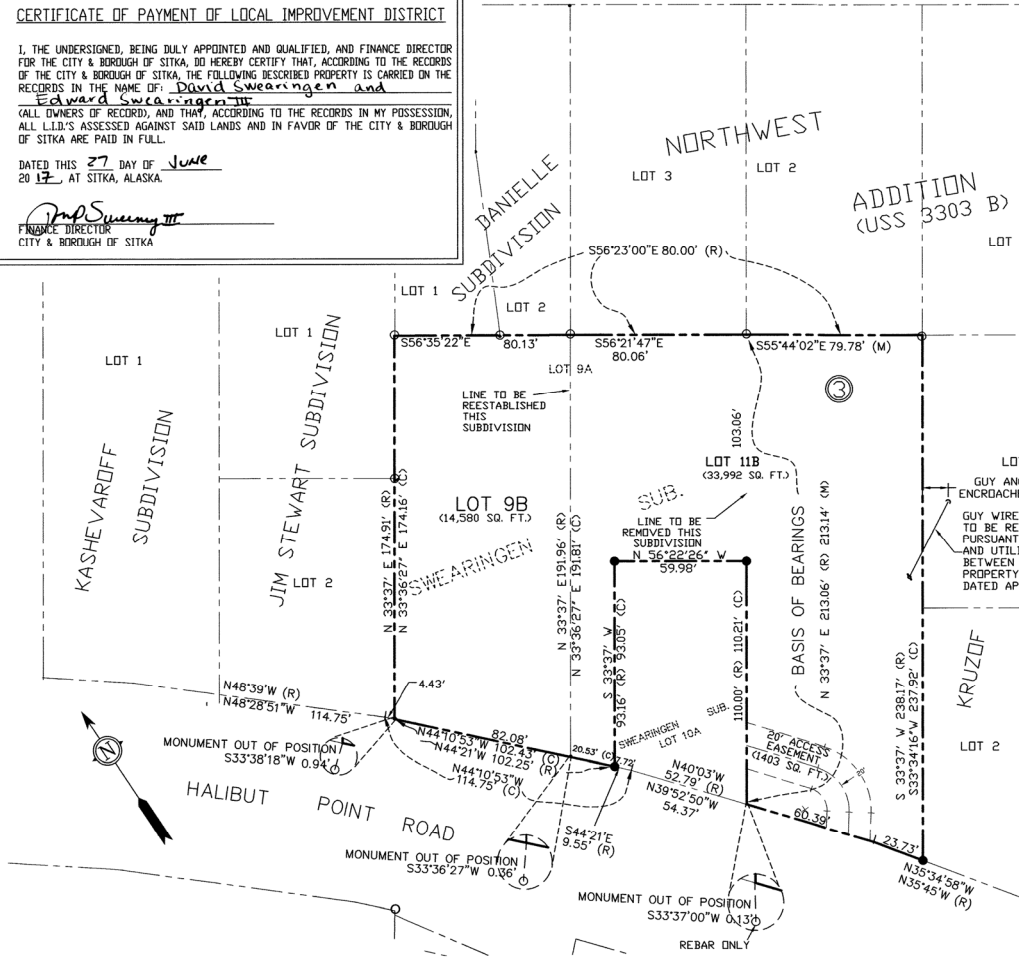 CERTIFICATE OF PAYMENT OF LOCAL IMPROVEMENT DISTRICT
I, THE UNDERSIGNED, BEING DULY APPOINTED AND QUALIFIED, AND FINANCE DIRECTOR
FOR THE CITY & BOROUGH OF SITKA, DO HEREBY CERTIFY THAT, ACCORDING TO THE RECORDS
OF THE CITY & BOROUGH OF SITKA, THE FOLLOWING DESCRIBED PROPERTY IS CARRIED ON THE
RECORDS IN THE NAME OF: David Swearingen and
Edward Swearingen III
(ALL OWNERS OF RECORD), AND THAT, ACCORDING TO THE RECORDS IN MY POSSESSION,
ALL L.I.D.'S ASSESSED AGAINST SAID LANDS AND IN FAVOR OF THE CITY & BOROUGH
OF SITKA ARE PAID IN FULL.
DATED THIS 27 DAY OF June
20 17, AT SITKA, ALASKA.
FINANCE DIRECTOR
CITY & BOROUGH OF SITKA
NORTHWEST
ADDITION
(USS 3303 B)
LOT 3
LOT 2
LOT
DANIELLE
SUBDIVISION
LOT 1
LOT 2
S56°23'00"E 80.00' (R)
S56°35'22"E
80.13'
S56°21'47"E
80.06'
S55°44'02"E 79.78' (M)
LOT 1
LOT 1
KASHEVAROFF
SUBDIVISION
JIM STEWART SUBDIVISION
LOT 2
LOT 9A
LINE TO BE
REESTABLISHED
THIS
SUBDIVISION
3
103.06'
LOT 11B
(33,992 SQ. FT.)
LOT 9B
(14,580 SQ. FT.)
SWEARINGEN
SUB.
LINE TO BE
REMOVED THIS
SUBDIVISION
N 56°22'26" W
59.98'
N 33°37' E 174.91' (R)
N 33°36'27" E 174.16' (C)
N 33°37' E191.96' (R)
N 33°36'27" E 191.81' (C)
S 33°37' W
93.16' (R) 93.05' (C)
110.00' (R) 110.21' (C)
BASIS OF BEARINGS
N 33°37' E 213.06' (R) 213.14' (M)
S 33°37' W 238.17' (R)
S33°34'16"W 237.92' (C)
LO
GUY AN
ENCROACHE
GUY WIRE
TO BE RE
PURSUANT
AND UTILI
BETWEEN
PROPERTY
DATED AP
KRUZOF
LOT 2
4.43'
N48°39'W (R)
N48°28'51"W
114.75'
MONUMENT OUT OF POSITION
S33°38'18"W 0.94'
HALIBUT POINT ROAD
N
82.08'
N44°10'53"W 102.43' (C)
N44°21'W 102.25' (R)
N44°10'53"W
114.75' (C)
20.53' (C)
7.72'
SWEARINGEN SUB.
LOT 10A
S44°21'E
9.55' (R)
N40°03'W
52.79' (R)
N39°52'50"W
54.37'
20' ACCESS
EASEMENT
(1403 SQ. FT.)
20'
60.39'
23.73'
N35°34'58"W
N35°45'W (R)
MONUMENT OUT OF POSITION
S33°36'27"W 0.36'
MONUMENT OUT OF POSITION
S33°37'00"W 0.13'
REBAR ONLY